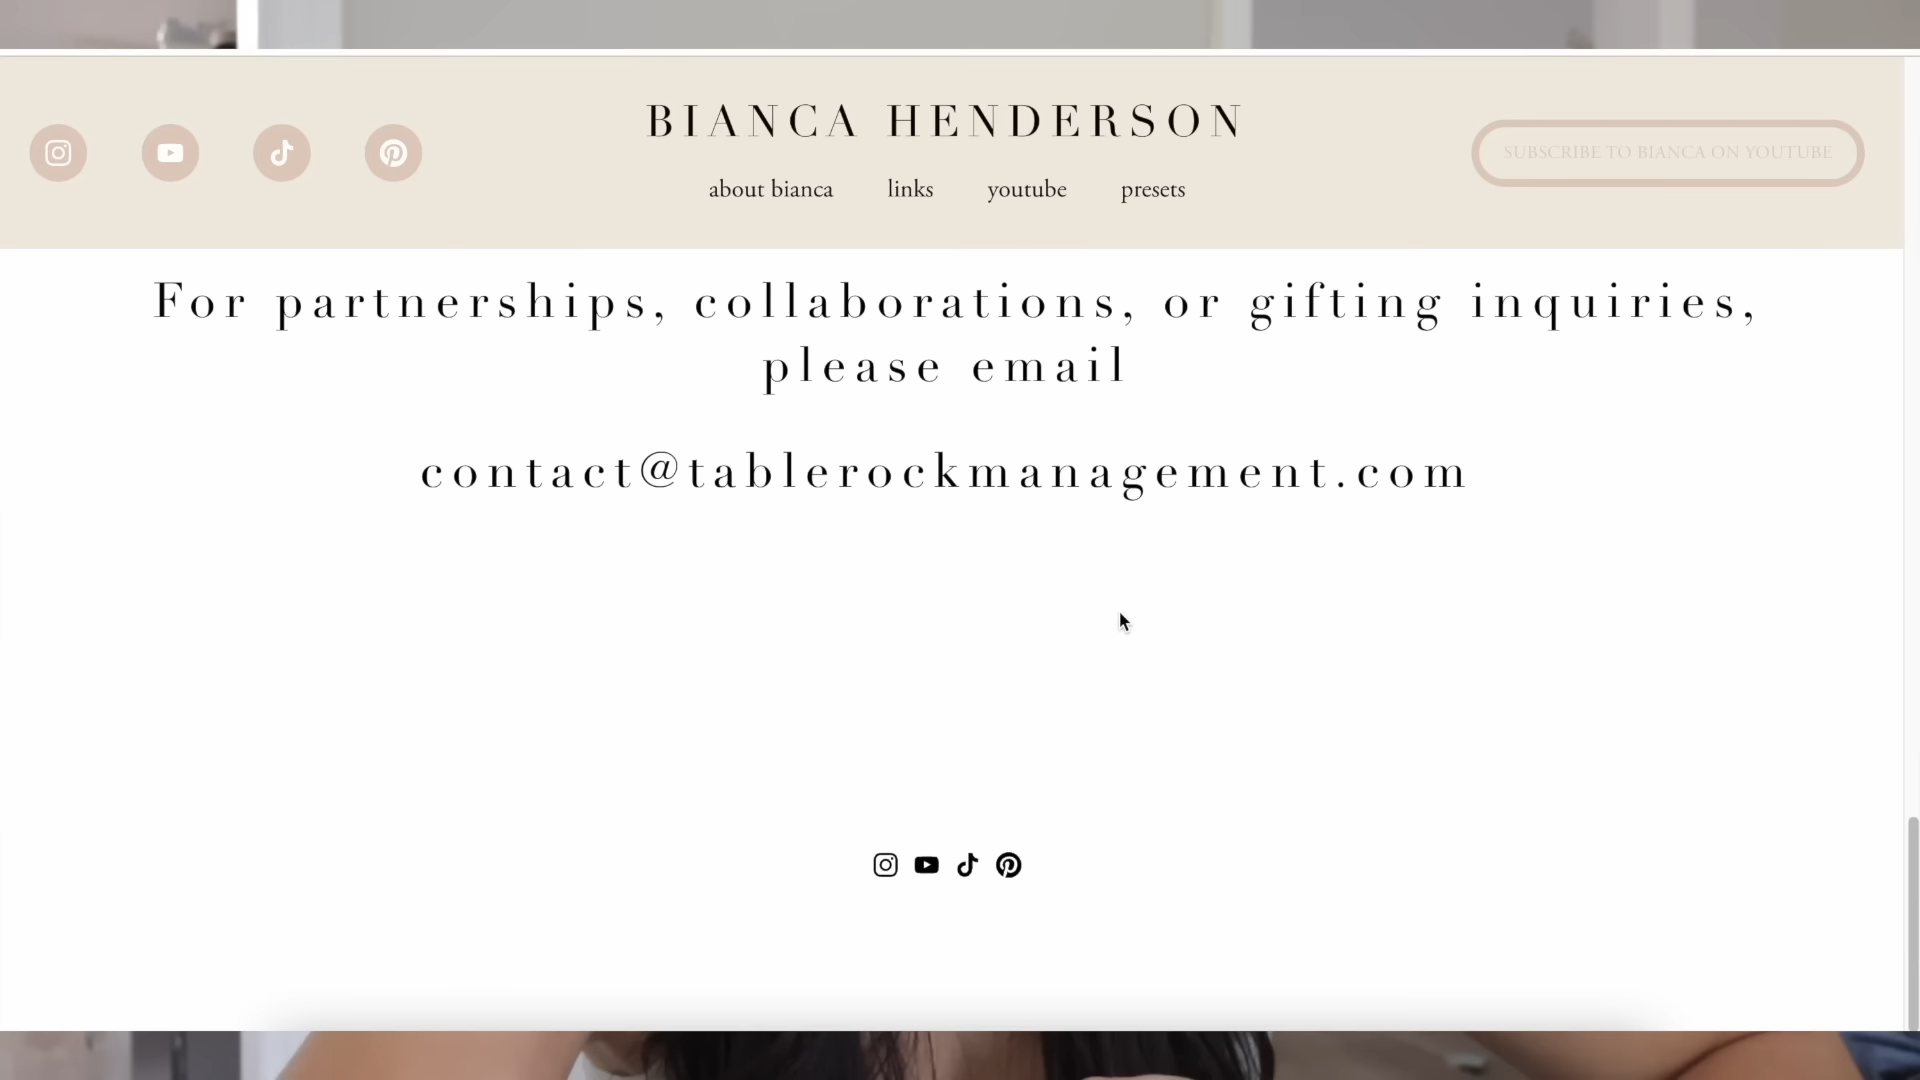 BIANCA HENDERSON
about bianca links youtube presets
SUBSCRIBE TO BIANCA ON YOUTUBE
For partnerships, collaborations, or gifting inquiries,
please email
contact@tablerockmanagement.com